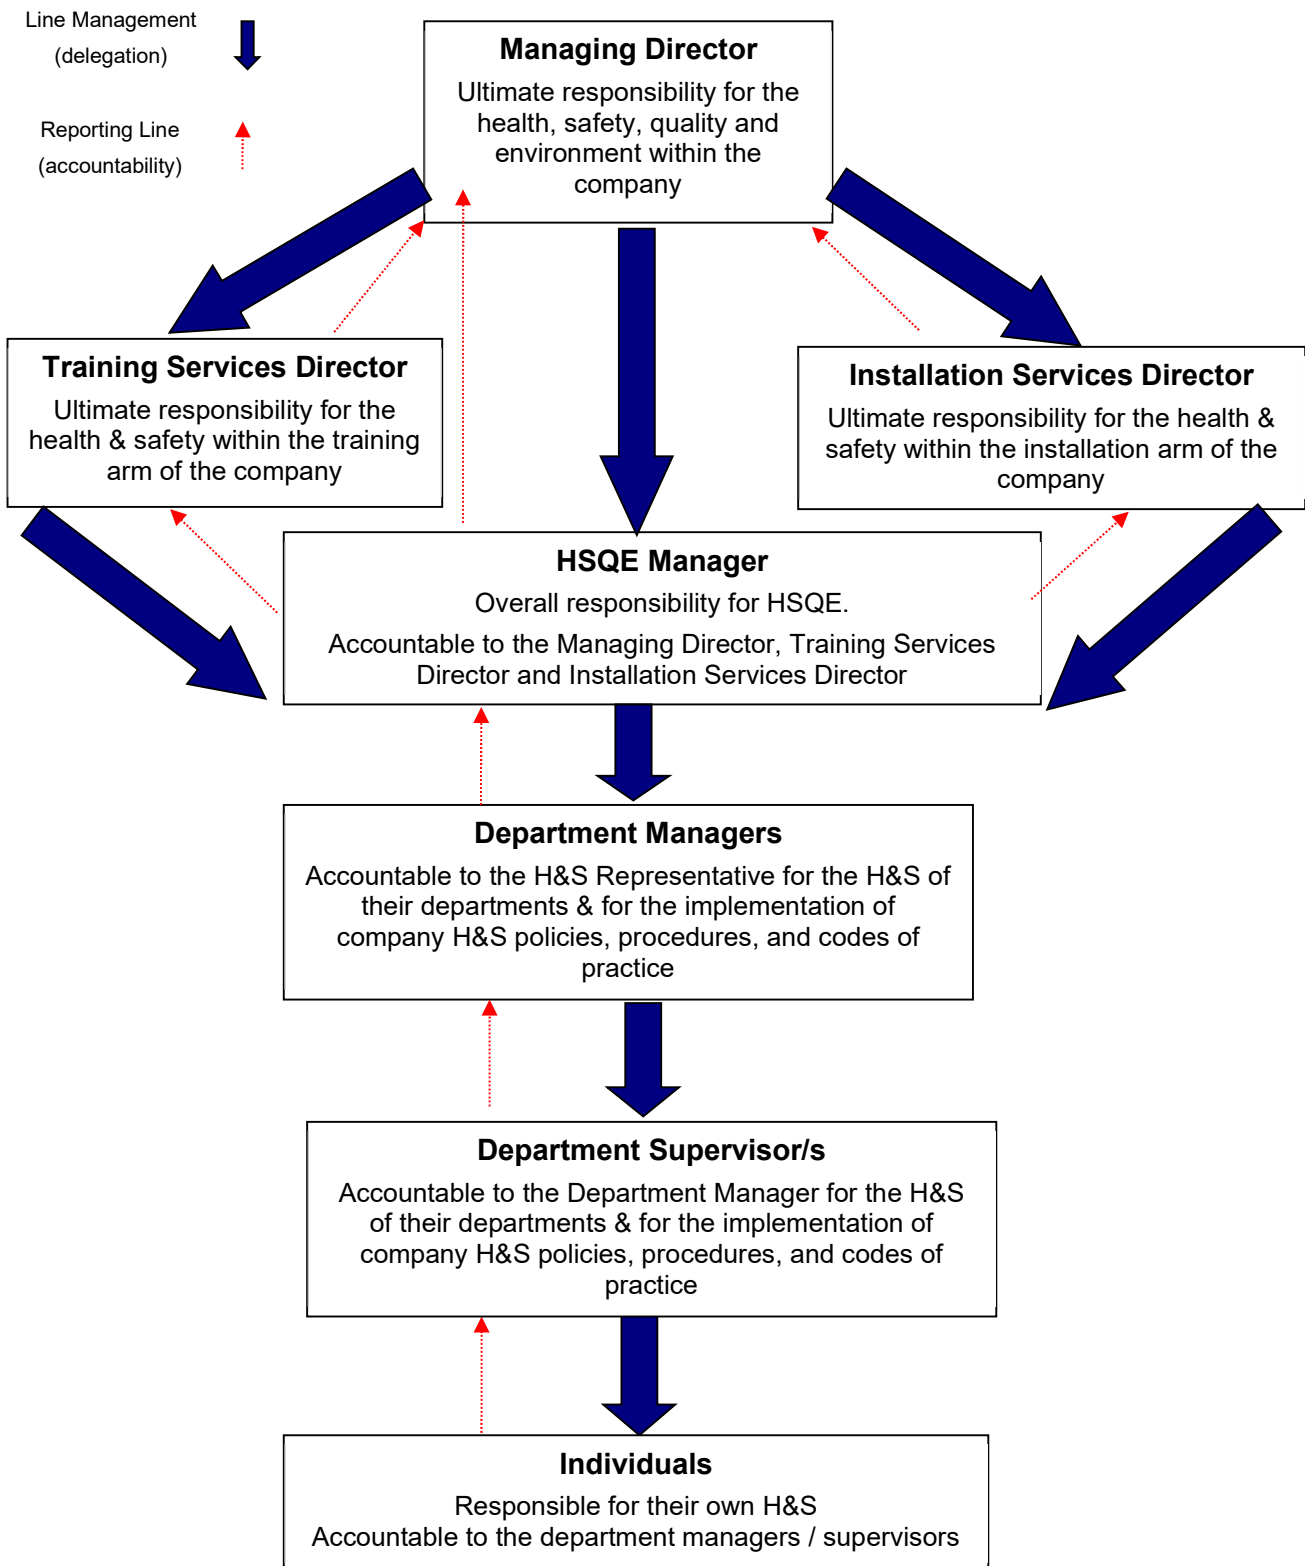 Line Management
(delegation)
Reporting Line
(accountability)
Managing Director
Ultimate responsibility for the
health, safety, quality and
environment within the
company
Training Services Director
Ultimate responsibility for the
health & safety within the training
arm of the company
Installation Services Director
Ultimate responsibility for the health &
safety within the installation arm of the
company
HSQE Manager
Overall responsibility for HSQE.
Accountable to the Managing Director, Training Services
Director and Installation Services Director
Department Managers
Accountable to the H&S Representative for the H&S of
their departments & for the implementation of
company H&S policies, procedures, and codes of
practice
Department Supervisor/s
Accountable to the Department Manager for the H&S
of their departments & for the implementation of
company H&S policies, procedures, and codes of
practice
Individuals
Responsible for their own H&S
Accountable to the department managers / supervisors